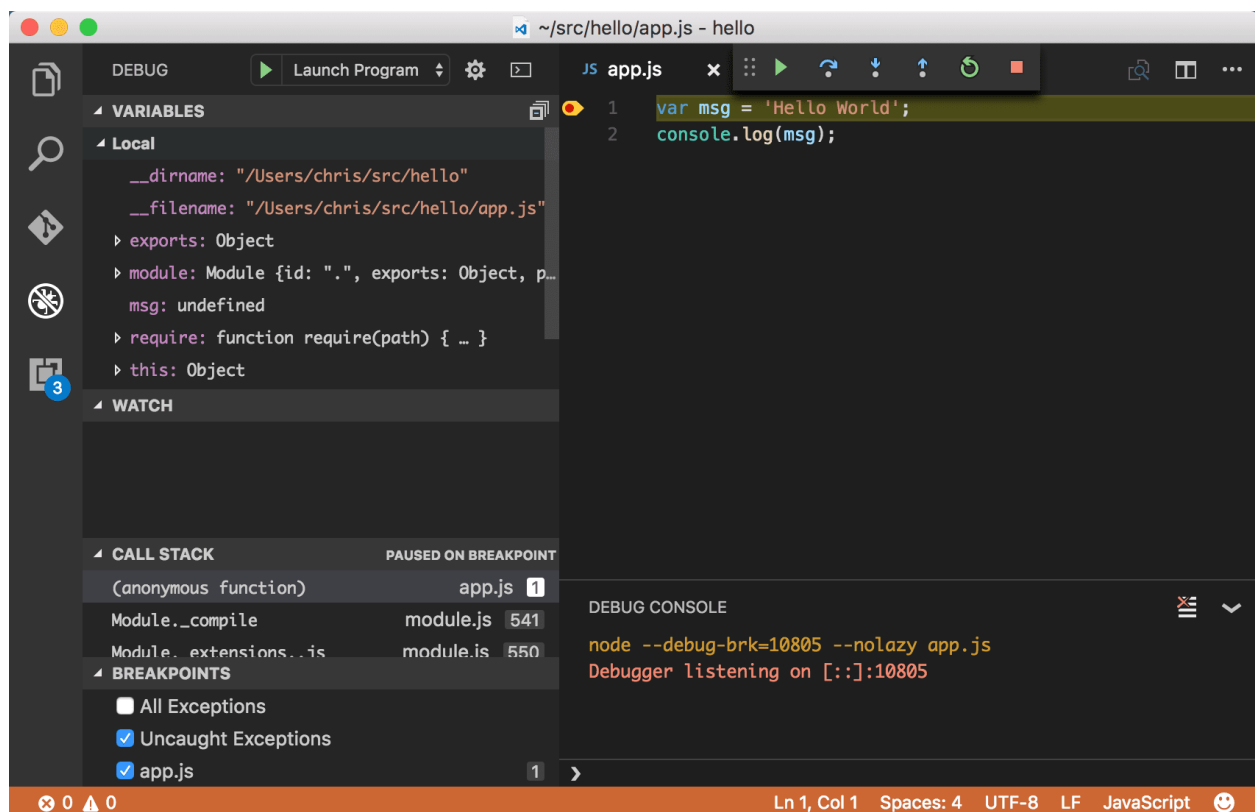 ~/src/hello/app.js - hello
DEBUG
Launch Program
VARIABLES
Local
__dirname: "/Users/chris/src/hello"
__filename: "/Users/chris/src/hello/app.js"
exports: Object
module: Module {id: ".", exports: Object, p…
msg: undefined
require: function require(path) { … }
this: Object
WATCH
CALL STACK PAUSED ON BREAKPOINT
(anonymous function) app.js 1
Module._compile module.js 541
Module._extensions..js module.js 550
BREAKPOINTS
All Exceptions
Uncaught Exceptions
app.js 1
3
JS app.js
1 var msg = 'Hello World';
2 console.log(msg);
DEBUG CONSOLE
node --debug-brk=10805 --nolazy app.js
Debugger listening on [::]:10805
0 0 Ln 1, Col 1 Spaces: 4 UTF-8 LF JavaScript